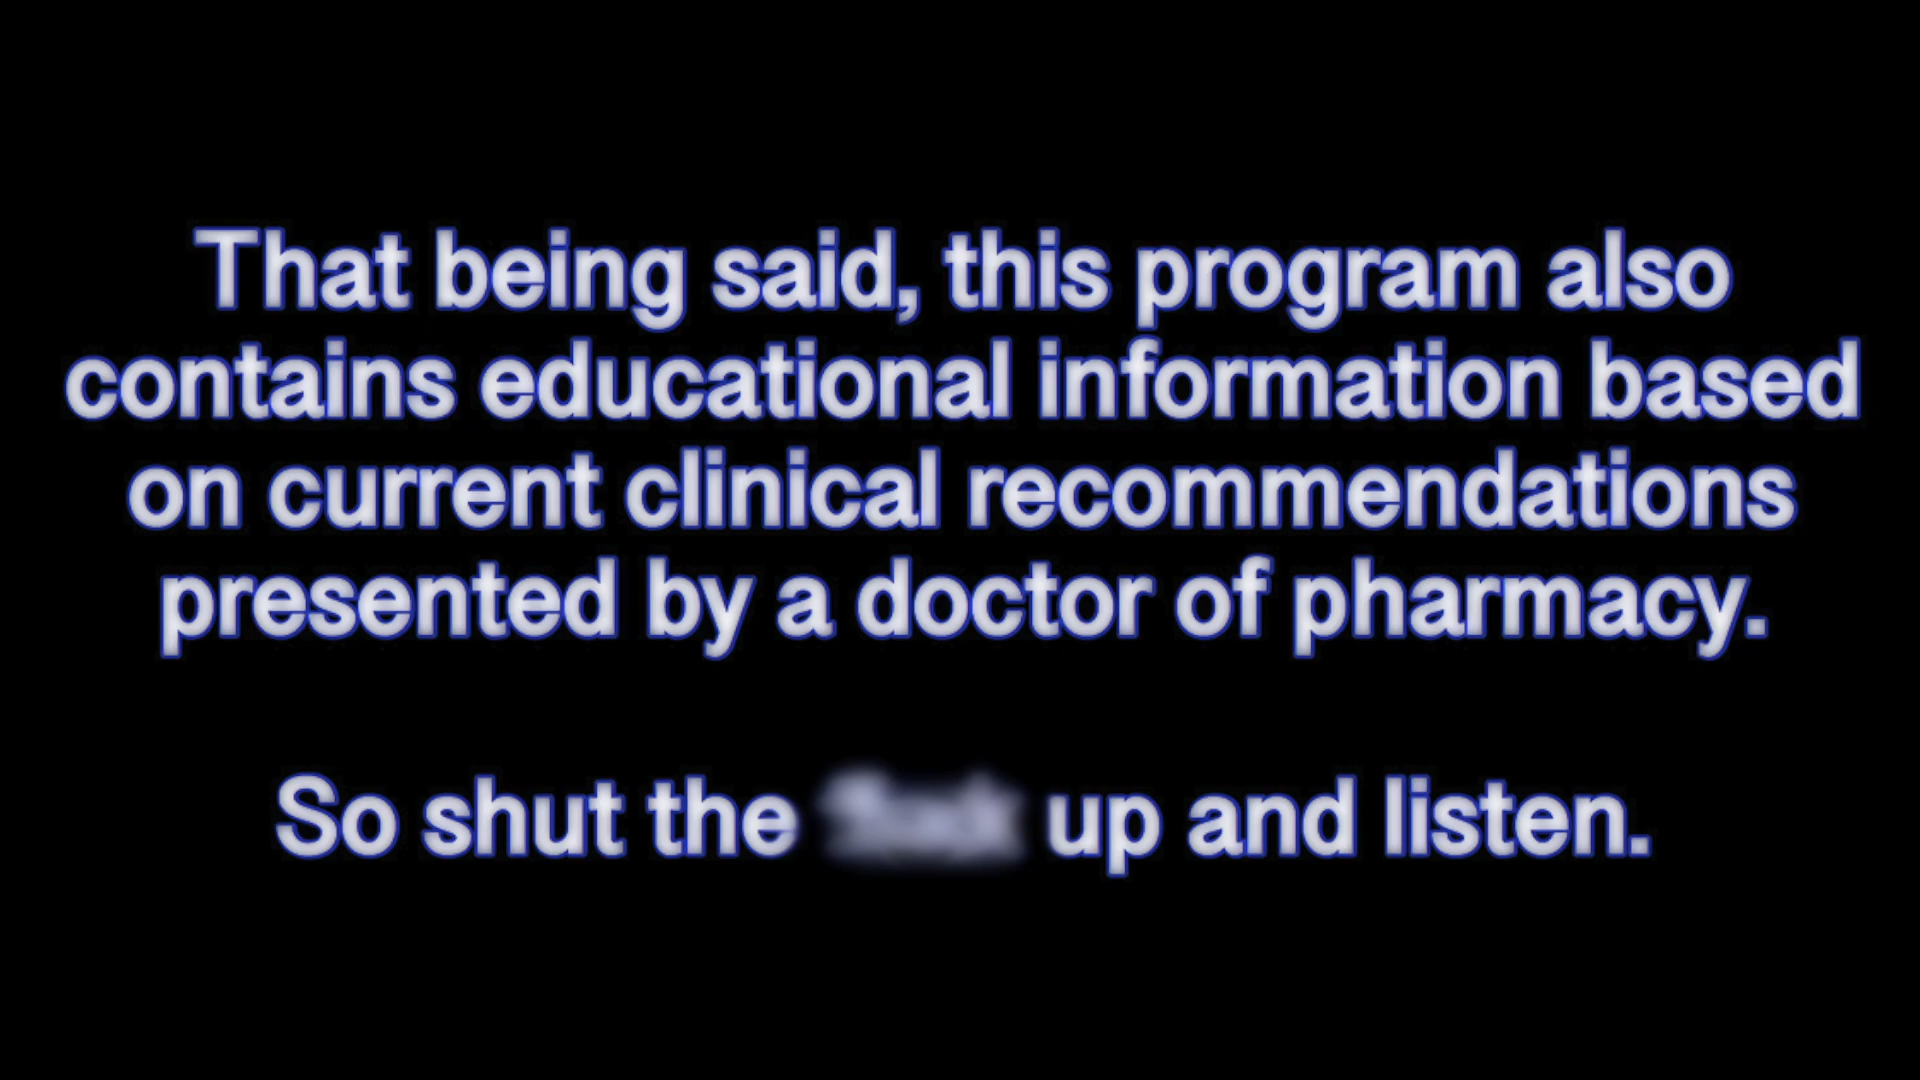 That being said, this program also
contains educational information based
on current clinical recommendations
presented by a doctor of pharmacy.
So shut the up and listen.